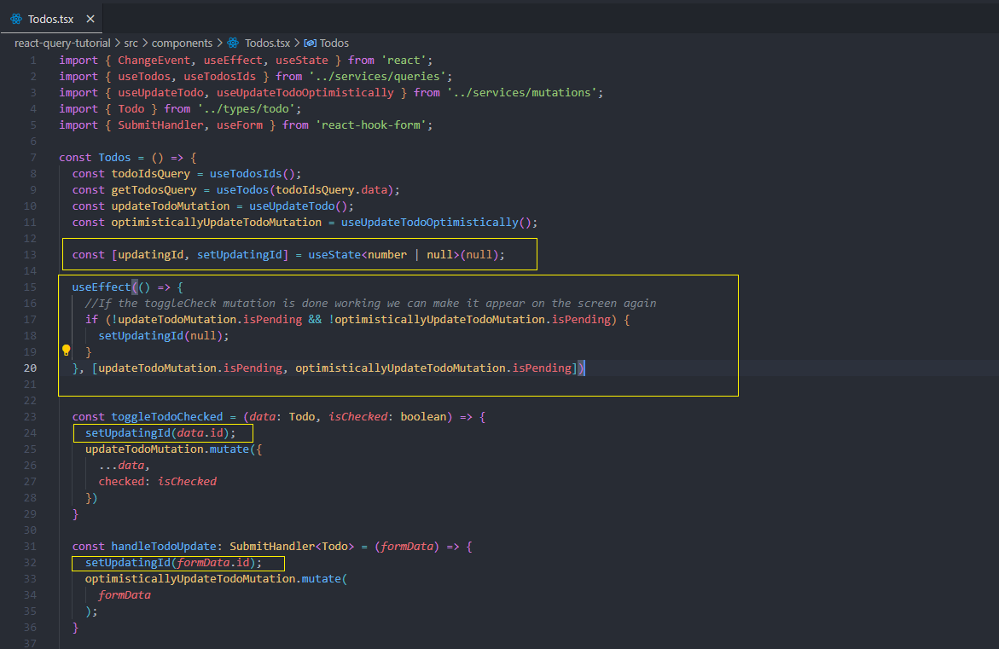 Todos.tsx ×
react-query-tutorial > src > components > Todos.tsx > Todos
1 import { ChangeEvent, useEffect, useState } from 'react';
2 import { useTodos, useTodosIds } from '../services/queries';
3 import { useUpdateTodo, useUpdateTodoOptimistically } from '../services/mutations';
4 import { Todo } from '../types/todo';
5 import { SubmitHandler, useForm } from 'react-hook-form';
6
7 const Todos = () => {
8 const todoIdsQuery = useTodosIds();
9 const getTodosQuery = useTodos(todoIdsQuery.data);
10 const updateTodoMutation = useUpdateTodo();
11 const optimisticallyUpdateTodoMutation = useUpdateTodoOptimistically();
12
13 const [updatingId, setUpdatingId] = useState<number | null>(null);
14
15 useEffect(() => {
16 //If the toggleCheck mutation is done working we can make it appear on the screen again
17 if (!updateTodoMutation.isPending && !optimisticallyUpdateTodoMutation.isPending) {
18 setUpdatingId(null);
19 }
20 }, [updateTodoMutation.isPending, optimisticallyUpdateTodoMutation.isPending])
21
22
23 const toggleTodoChecked = (data: Todo, isChecked: boolean) => {
24 setUpdatingId(data.id);
25 updateTodoMutation.mutate({
26 ...data,
27 checked: isChecked
28 })
29 }
30
31 const handleTodoUpdate: SubmitHandler<Todo> = (formData) => {
32 setUpdatingId(formData.id);
33 optimisticallyUpdateTodoMutation.mutate(
34 formData
35 );
36 }
37